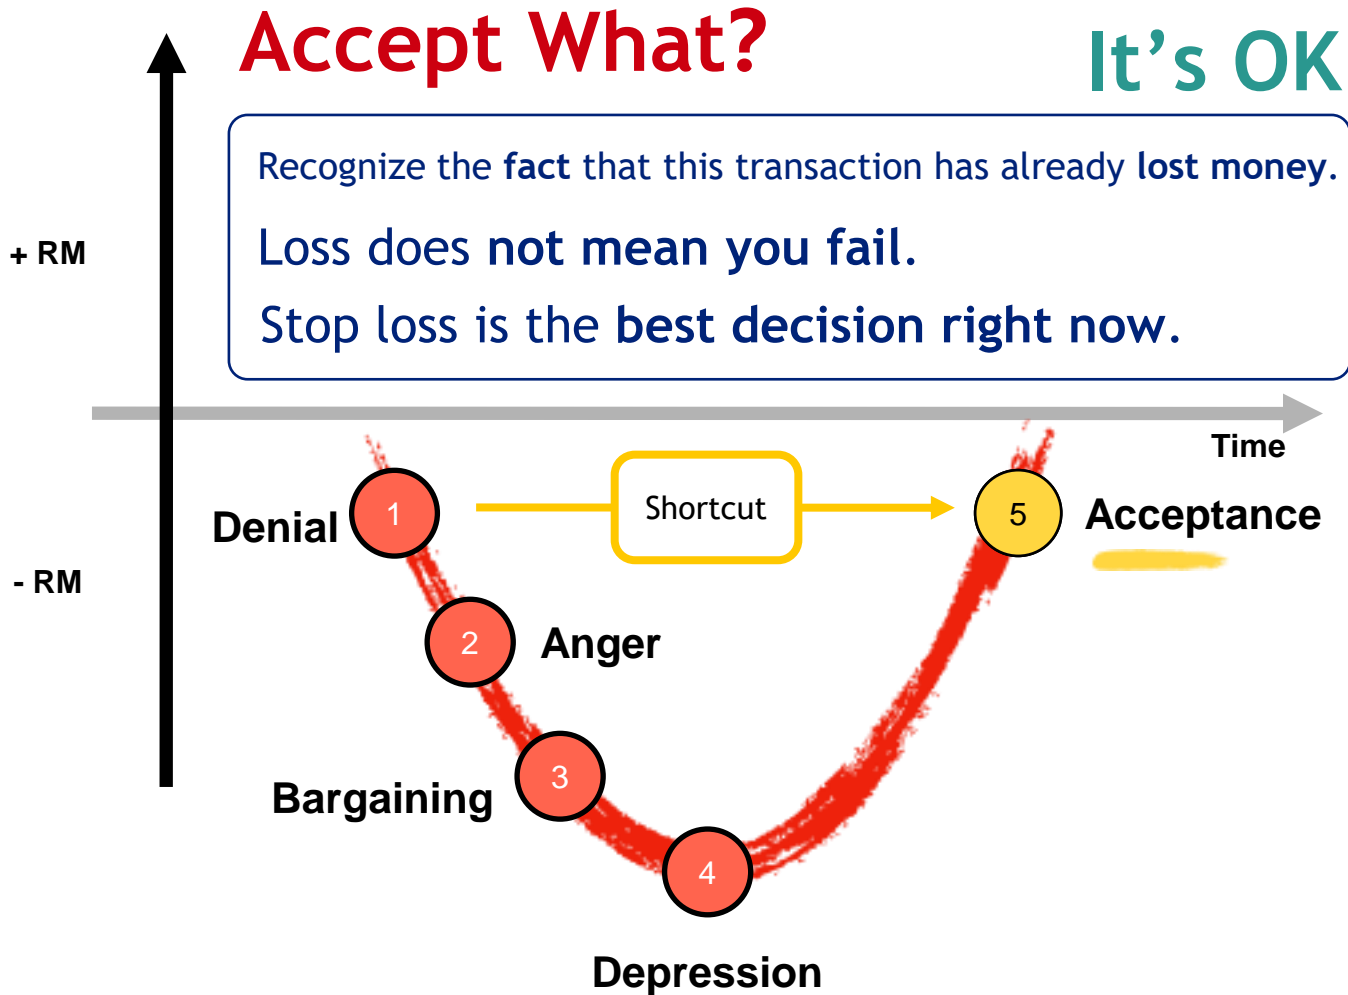 Accept What?
It's OK
Recognize the fact that this transaction has already lost money.
Loss does not mean you fail.
Stop loss is the best decision right now.
+ RM
Time
- RM
Denial
1
Shortcut
5
Acceptance
2
Anger
3
Bargaining
4
Depression